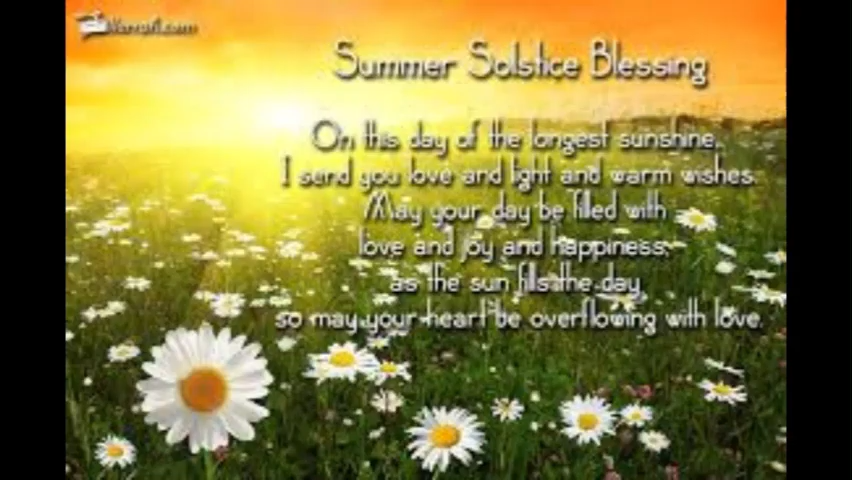 Summer Solstice Blessing
On this day of the longest sunshine,
I send you love and light and warm wishes.
May your day be filled with
love and joy and happiness,
as the sun fills the day
so may your heart be overflowing with love.